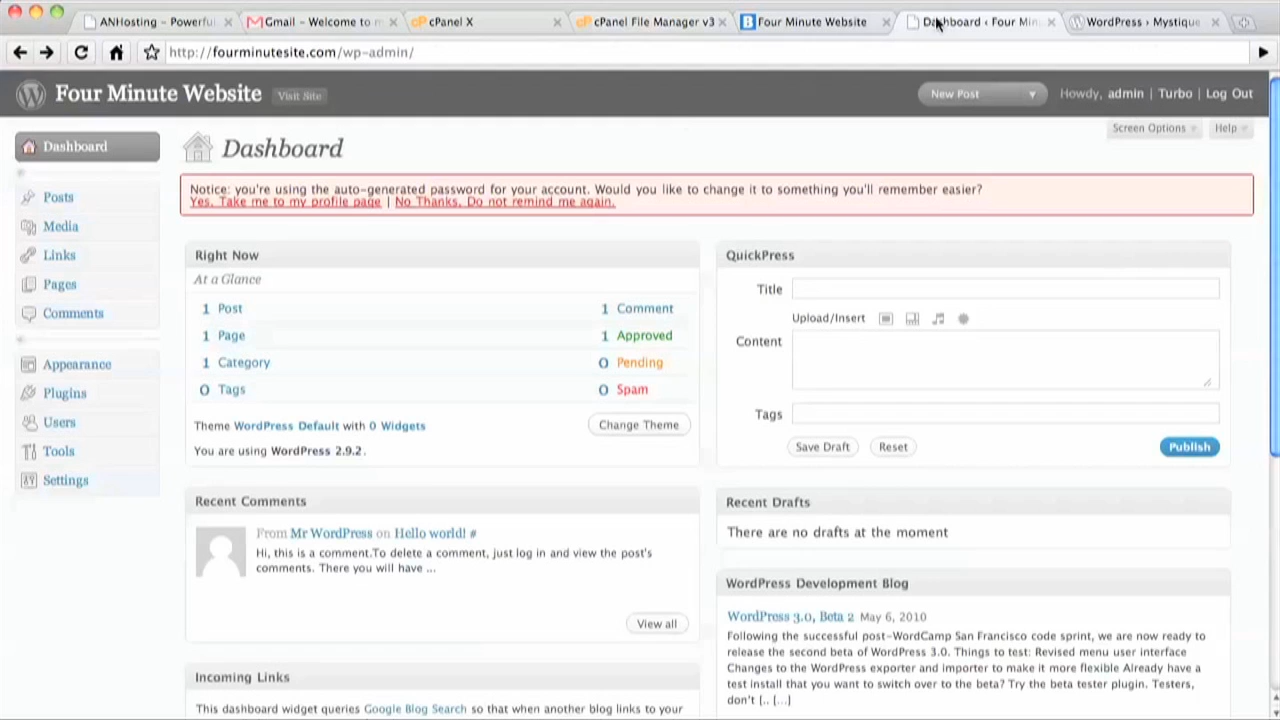 ANHosting - Powerful
Gmail - Welcome to m
cPanel X
cPanel File Manager v3
Four Minute Website
Dashboard ‹ Four Min
WordPress › Mystique
http://fourminutesite.com/wp-admin/
Four Minute Website
Visit Site
New Post
Howdy, admin | Turbo | Log Out
Screen Options
Help
Dashboard
Posts
Media
Links
Pages
Comments
Appearance
Plugins
Users
Tools
Settings
Dashboard
Notice: you're using the auto-generated password for your account. Would you like to change it to something you'll remember easier?
Yes, Take me to my profile page | No Thanks, Do not remind me again.
Right Now
At a Glance
1 Post 1 Comment
1 Page 1 Approved
1 Category 0 Pending
0 Tags 0 Spam
Theme WordPress Default with 0 Widgets
Change Theme
You are using WordPress 2.9.2.
Recent Comments
From Mr WordPress on Hello world! #
Hi, this is a comment.To delete a comment, just log in and view the post's
comments. There you will have ...
View all
Incoming Links
This dashboard widget queries Google Blog Search so that when another blog links to your
QuickPress
Title
Upload/Insert
Content
Tags
Save Draft
Reset
Publish
Recent Drafts
There are no drafts at the moment
WordPress Development Blog
WordPress 3.0, Beta 2 May 6, 2010
Following the successful post-WordCamp San Francisco code sprint, we are now ready to
release the second beta of WordPress 3.0. Things to test: Revised menu user interface
Changes to the WordPress exporter and importer to make it more flexible Already have a
test install that you want to switch over to the beta? Try the beta tester plugin. Testers,
don't [.. [...]